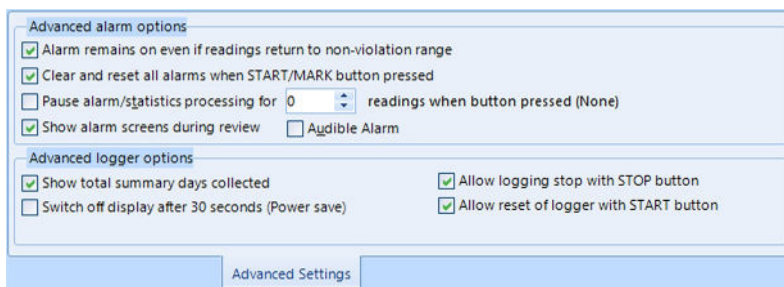 Advanced alarm options
Alarm remains on even if readings return to non-violation range
Clear and reset all alarms when START/MARK button pressed
Pause alarm/statistics processing for 0 readings when button pressed (None)
Show alarm screens during review Audible Alarm
Advanced logger options
Show total summary days collected Allow logging stop with STOP button
Switch off display after 30 seconds (Power save) Allow reset of logger with START button
Advanced Settings